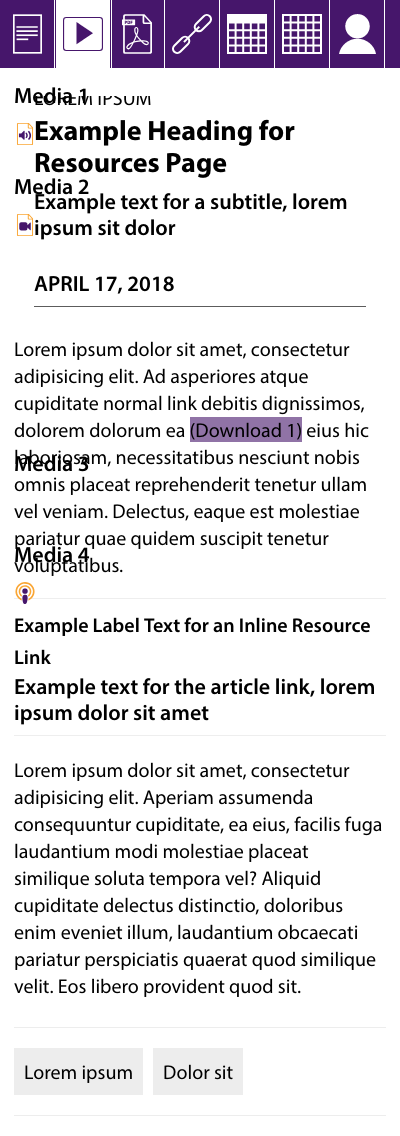 PDF
Media 1
LOREM IPSUM
Example Heading for
Resources Page
Media 2
Example text for a subtitle, lorem
ipsum sit dolor
APRIL 17, 2018
Lorem ipsum dolor sit amet, consectetur
adipisicing elit. Ad asperiores atque
cupiditate normal link debitis dignissimos,
dolorem dolorum ea (Download 1) eius hic
laboriosam, necessitatibus nesciunt nobis
Media 3
omnis placeat reprehenderit tenetur ullam
vel veniam. Delectus, eaque est molestiae
pariatur quae quidem suscipit tenetur
Media 4
voluptatibus.
Example Label Text for an Inline Resource
Link
Example text for the article link, lorem
ipsum dolor sit amet
Lorem ipsum dolor sit amet, consectetur
adipisicing elit. Aperiam assumenda
consequuntur cupiditate, ea eius, facilis fuga
laudantium modi molestiae placeat
similique soluta tempora vel? Aliquid
cupiditate delectus distinctio, doloribus
enim eveniet illum, laudantium obcaecati
pariatur perspiciatis quaerat quod similique
velit. Eos libero provident quod sit.
Lorem ipsum
Dolor sit